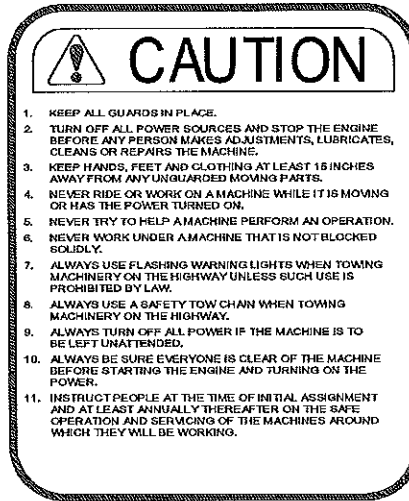 CAUTION
1. KEEP ALL GUARDS IN PLACE.
2. TURN OFF ALL POWER SOURCES AND STOP THE ENGINE
BEFORE ANY PERSON MAKES ADJUSTMENTS, LUBRICATES,
CLEANS OR REPAIRS THE MACHINE.
3. KEEP HANDS, FEET AND CLOTHING AT LEAST 16 INCHES
AWAY FROM ANY UNGUARDED MOVING PARTS.
4. NEVER RIDE OR WORK ON A MACHINE WHILE IT IS MOVING
OR HAS THE POWER TURNED ON.
5. NEVER TRY TO HELP A MACHINE PERFORM AN OPERATION.
6. NEVER WORK UNDER A MACHINE THAT IS NOT BLOCKED
SOLIDLY.
7. ALWAYS USE FLASHING WARNING LIGHTS WHEN TOWING
MACHINERY ON THE HIGHWAY UNLESS SUCH USE IS
PROHIBITED BY LAW.
8. ALWAYS USE A SAFETY TOW CHAIN WHEN TOWING
MACHINERY ON THE HIGHWAY.
9. ALWAYS TURN OFF ALL POWER IF THE MACHINE IS TO
BE LEFT UNATTENDED.
10. ALWAYS BE SURE EVERYONE IS CLEAR OF THE MACHINE
BEFORE STARTING THE ENGINE AND TURNING ON THE
POWER.
11. INSTRUCT PEOPLE AT THE TIME OF INITIAL ASSIGNMENT
AND AT LEAST ANNUALLY THEREAFTER ON THE SAFE
OPERATION AND SERVICING OF THE MACHINES AROUND
WHICH THEY WILL BE WORKING.